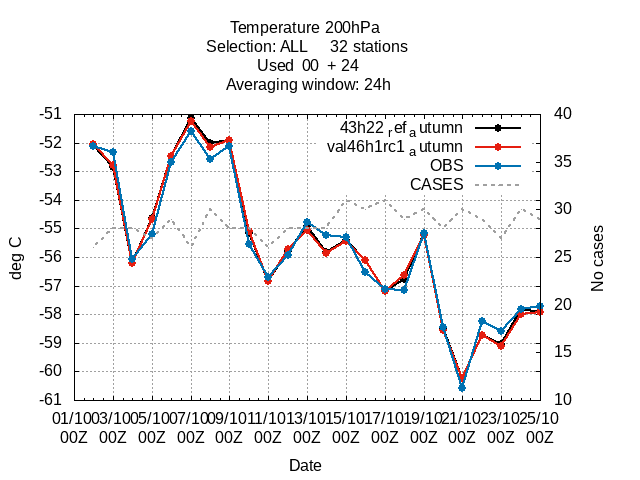 Temperature 200hPa
Selection: ALL     32 stations
Used  00  + 24
Averaging window: 24h
deg C
-51
-52
-53
-54
-55
-56
-57
-58
-59
-60
-61
43h22 ref autumn
val46h1rc1 autumn
OBS
CASES
40
35
30
25
20
15
10
No cases
01/10 03/10 05/10 07/10 09/10 11/10 13/10 15/10 17/10 19/10 21/10 23/10 25/10
00Z 00Z 00Z 00Z 00Z 00Z 00Z 00Z 00Z 00Z 00Z 00Z 00Z
Date